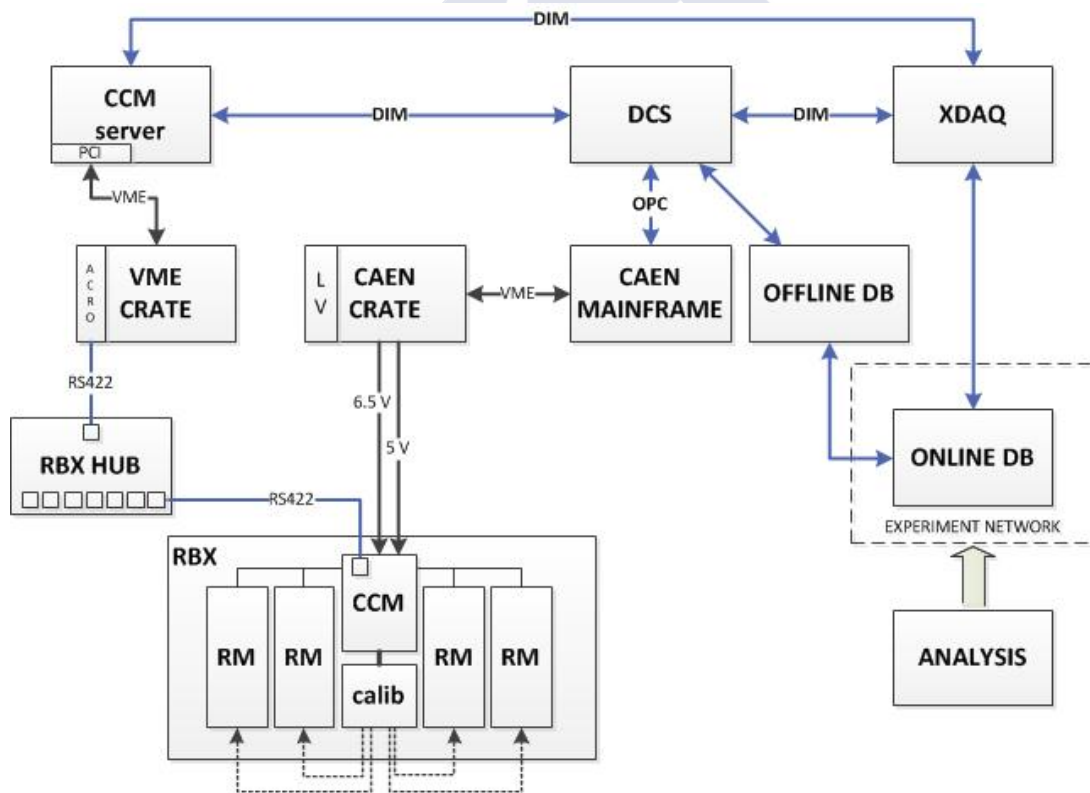 DIM
CCM
server
PCI
DIM
DCS
DIM
XDAQ
VME
OPC
ACRO
VME
CRATE
LV
CAEN
CRATE
VME
CAEN
MAINFRAME
OFFLINE DB
RS422
6.5 V
5 V
RBX HUB
ONLINE DB
RS422
EXPERIMENT NETWORK
RBX
CCM
RM
RM
RM
RM
calib
ANALYSIS